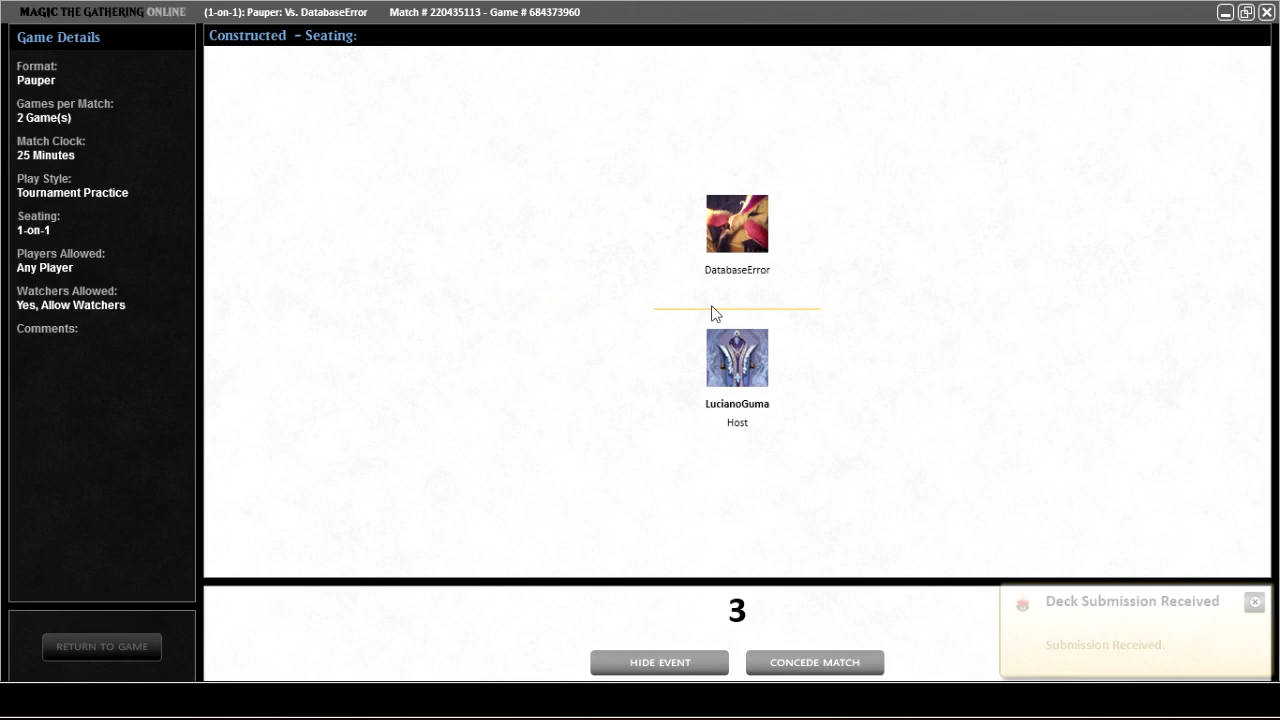 MAGIC THE GATHERING ONLINE (1-on-1): Pauper: Vs. DatabaseError Match # 220435113 - Game # 684373960
Game Details
Format:
Pauper
Games per Match:
2 Game(s)
Match Clock:
25 Minutes
Play Style:
Tournament Practice
Seating:
1-on-1
Players Allowed:
Any Player
Watchers Allowed:
Yes, Allow Watchers
Comments:
RETURN TO GAME
Constructed - Seating:
DatabaseError
LucianoGuma
Host
3
HIDE EVENT CONCEDE MATCH
Deck Submission Received
Submission Received.